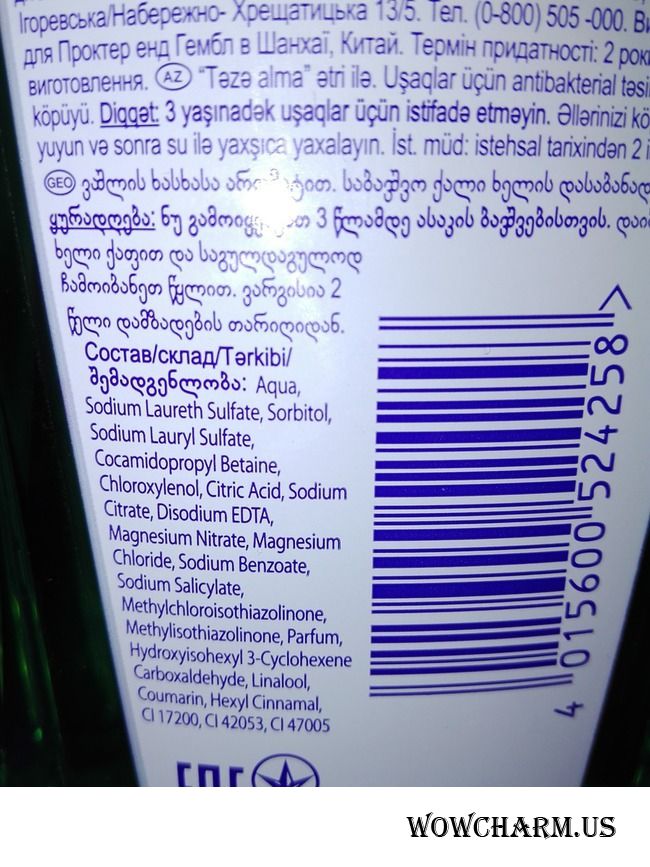 Ігоревська/Набережно- Хрещатицька 13/5. Тел. (0-800) 505 -000.
для Проктер енд Гембл в Шанхаї, Китай. Термін придатності: 2
виготовлення. AZ "Təzə alma" ətri ilə. Uşaqlar üçün antibakterial
köpüyü. Diqqət: 3 yaşınadək uşaqlar üçün istifadə etməyin. Əllərinizi
yuyun və sonra su ilə yaxşıca yaxalayın. İst. müd: istehsal tarixindən 2
GEO ვაშლის ხასხასა საბავშვო ქალი ხელის
ყურადღება: ნუ 3 წლამდე ასაკის ბავშვებისთვის.
ხელი ქაფით და საგულდაგულოდ
ჩამოიბანეთ წყლით. ვარგისია 2
წელი დამზადების თარიღიდან.
Состав/склад/Tərkibi/
შემადგენლობა: Aqua,
Sodium Laureth Sulfate, Sorbitol,
Sodium Lauryl Sulfate,
Cocamidopropyl Betaine,
Chloroxylenol, Citric Acid, Sodium
Citrate, Disodium EDTA,
Magnesium Nitrate, Magnesium
Chloride, Sodium Benzoate,
Sodium Salicylate,
Methylchloroisothiazolinone,
Methylisothiazolinone, Parfum,
Hydroxyisohexyl 3-Cyclohexene
Carboxaldehyde, Linalool,
Coumarin, Hexyl Cinnamal,
CI 17200, CI 42053, CI 47005
4 015600 524258 >
WOWCHARM.US